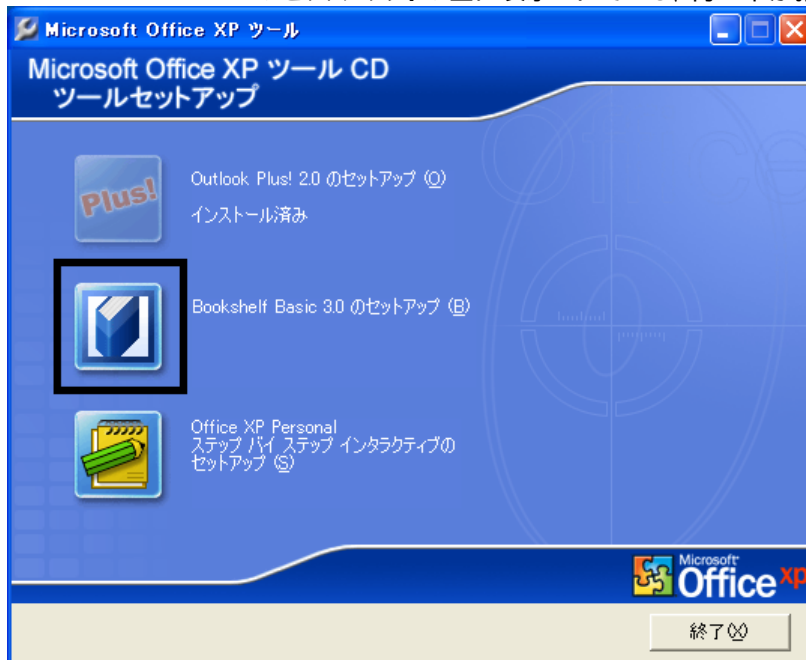 Microsoft Office XP ツール
Microsoft Office XP ツール CD
ツールセットアップ
Plus!
Outlook Plus! 2.0 のセットアップ (O)
インストール済み
Bookshelf Basic 3.0 のセットアップ (B)
Office XP Personal
ステップ バイ ステップ インタラクティブの
セットアップ (S)
Microsoft
Office xp
終了(X)